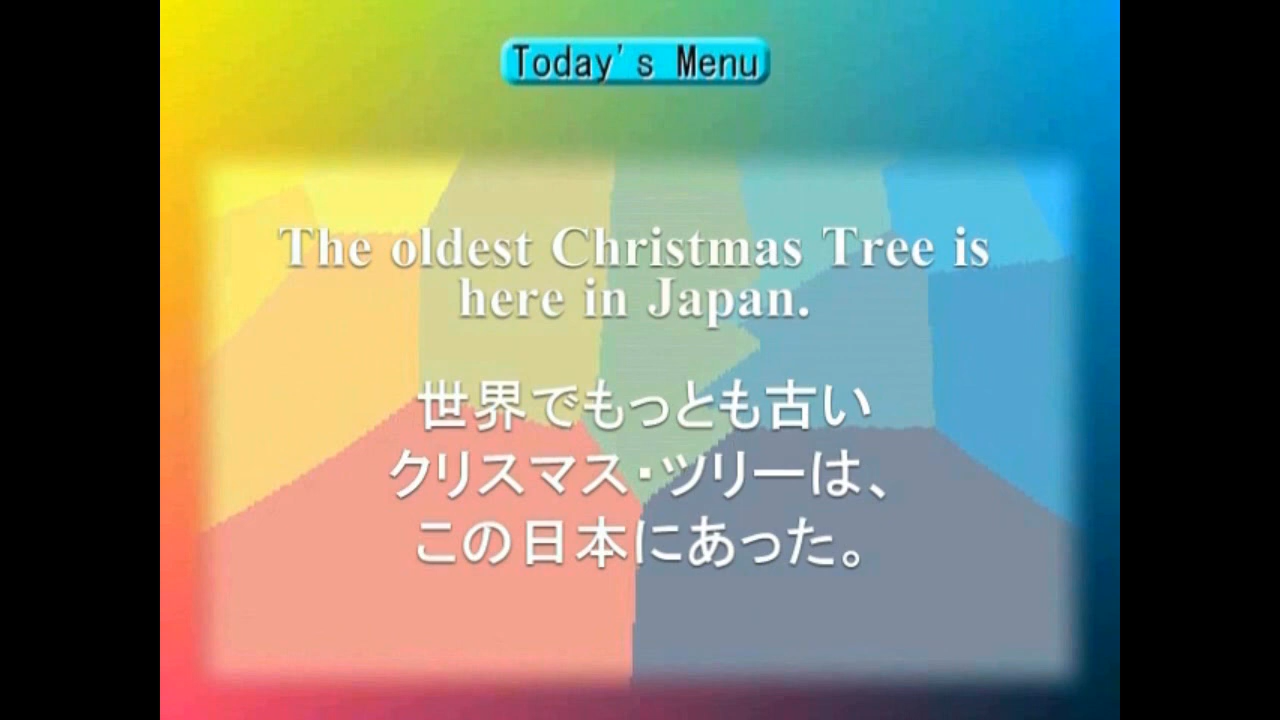 Today's Menu
The oldest Christmas Tree is
here in Japan.
世界でもっとも古い
クリスマス・ツリーは、
この日本にあった。